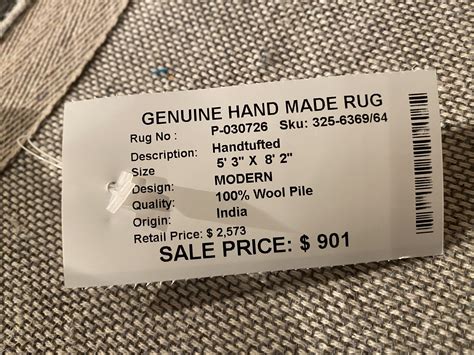 GENUINE HAND MADE RUG
Rug No : P-030726 Sku: 325-6369/64
Description: Handtufted
Size 5' 3" X 8' 2"
Design: MODERN
Quality: 100% Wool Pile
Origin: India
Retail Price: $ 2,573
SALE PRICE: $ 901